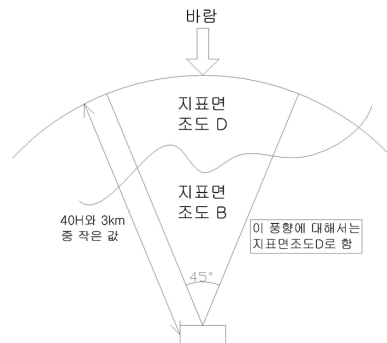 바람
지표면
조도 D
지표면
조도 B
40H와 3km
중 작은 값
이 풍향에 대해서는
지표면조도D로 함
45°